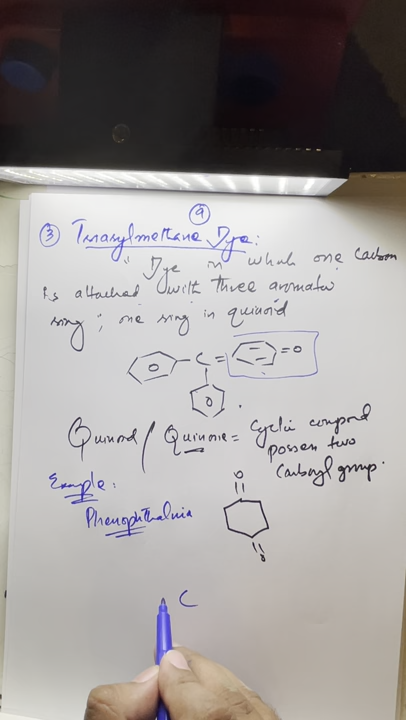 9
3 Triarylmethane Dye:
" Dye in which one Carbon
is attached with three aromatic
ring; one ring in quinoid
C = = O
Quinoid / Quinone = Cyclic compound
possess two
Carbonyl group.
Example:
Phenophthalnia
O
O
C